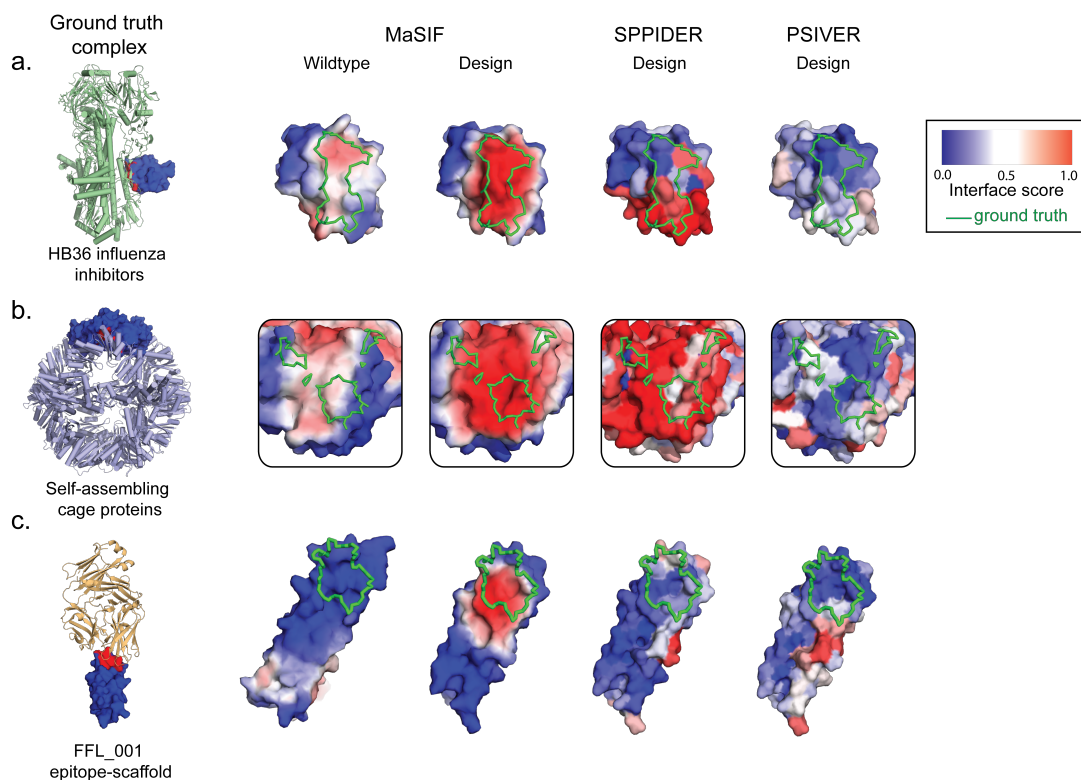 Ground truth
complex
MaSIF
SPPIDER
PSIVER
Wildtype
Design
Design
Design
a.
HB36 influenza
inhibitors
0.0
0.5
1.0
Interface score
ground truth
b.
Self-assembling
cage proteins
c.
FFL_001
epitope-scaffold